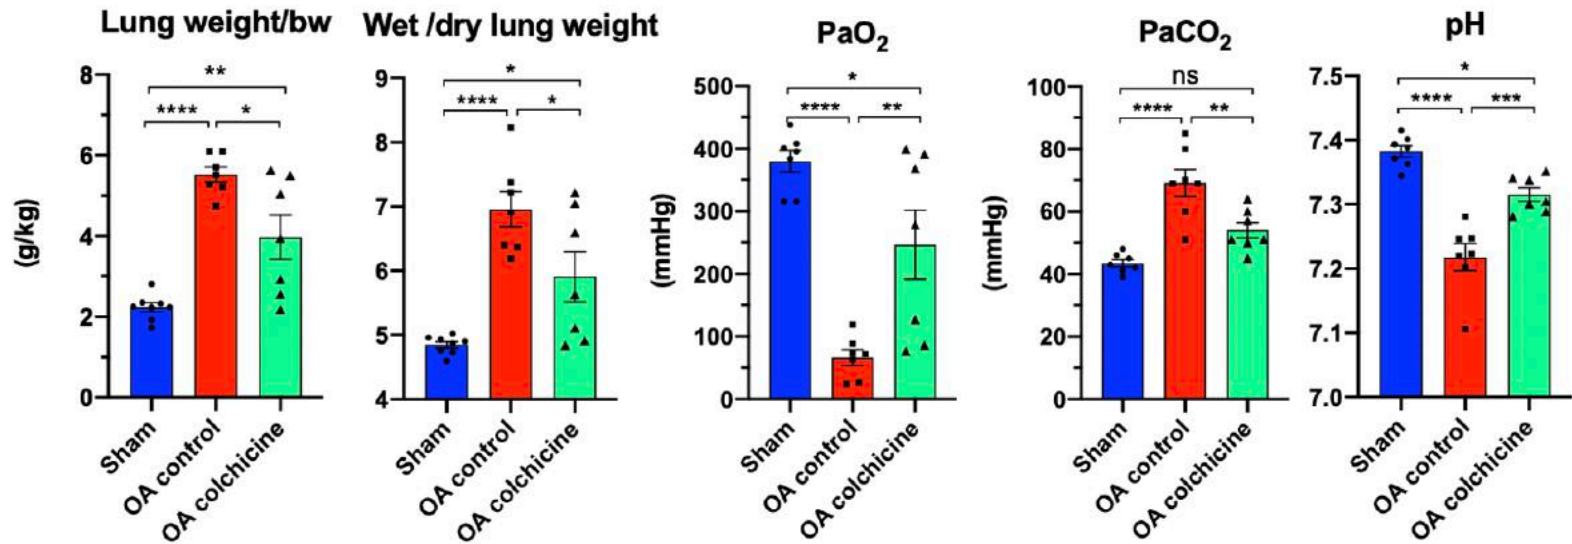 Lung weight/bw
(g/kg)
8
6
4
2
0
**
**** *
Sham
OA control
OA colchicine
Wet /dry lung weight
9
8
7
6
5
4
*
**** *
Sham
OA control
OA colchicine
PaO2
(mmHg)
500
400
300
200
100
0
*
**** **
Sham
OA control
OA colchicine
PaCO2
(mmHg)
100
80
60
40
20
0
ns
**** **
Sham
OA control
OA colchicine
pH
7.5
7.4
7.3
7.2
7.1
7.0
*
**** ***
Sham
OA control
OA colchicine